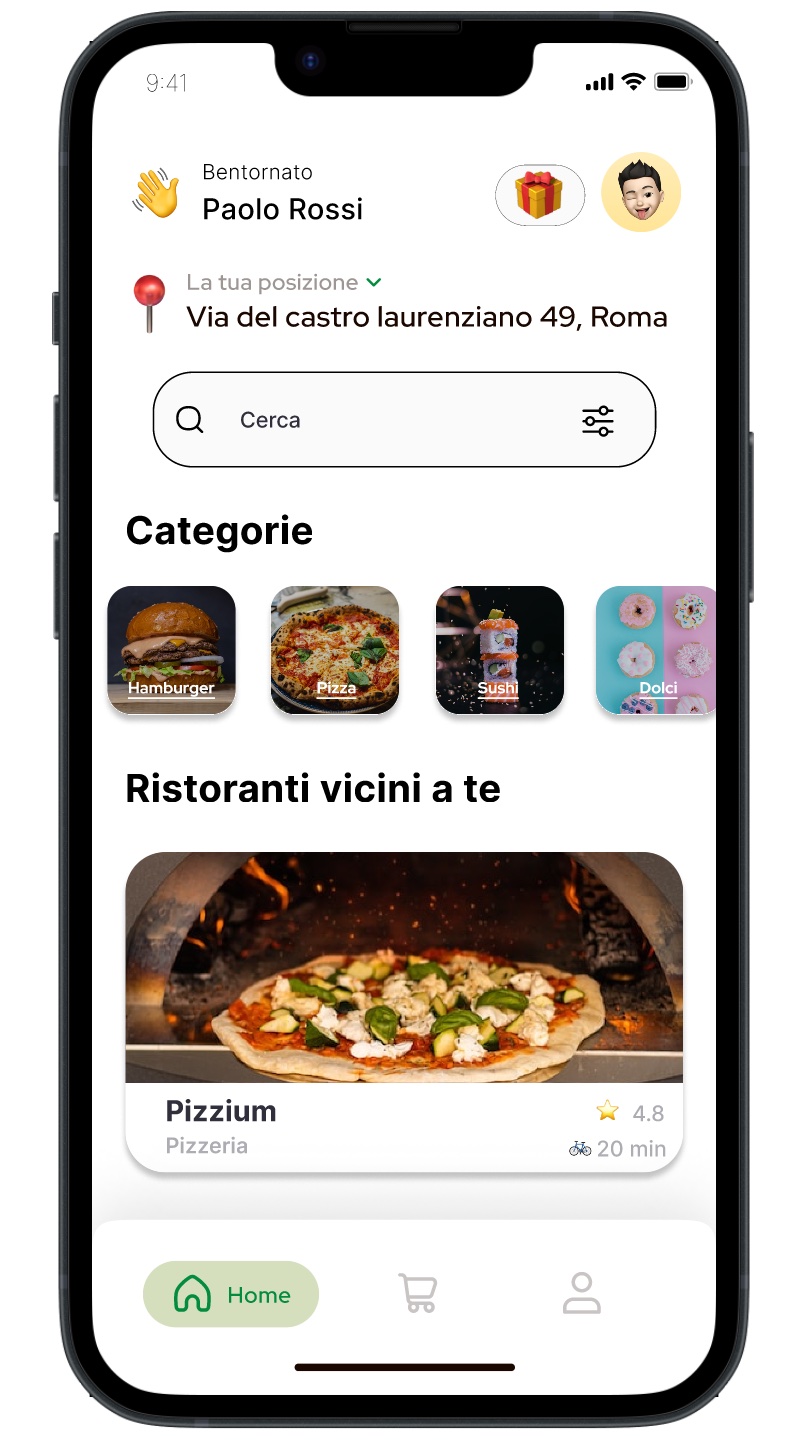 9:41
Bentornato
Paolo Rossi
La tua posizione
Via del castro laurenziano 49, Roma
Cerca
Categorie
Hamburger
Pizza
Sushi
Dolci
Ristoranti vicini a te
Pizzium
4.8
Pizzeria
20 min
Home